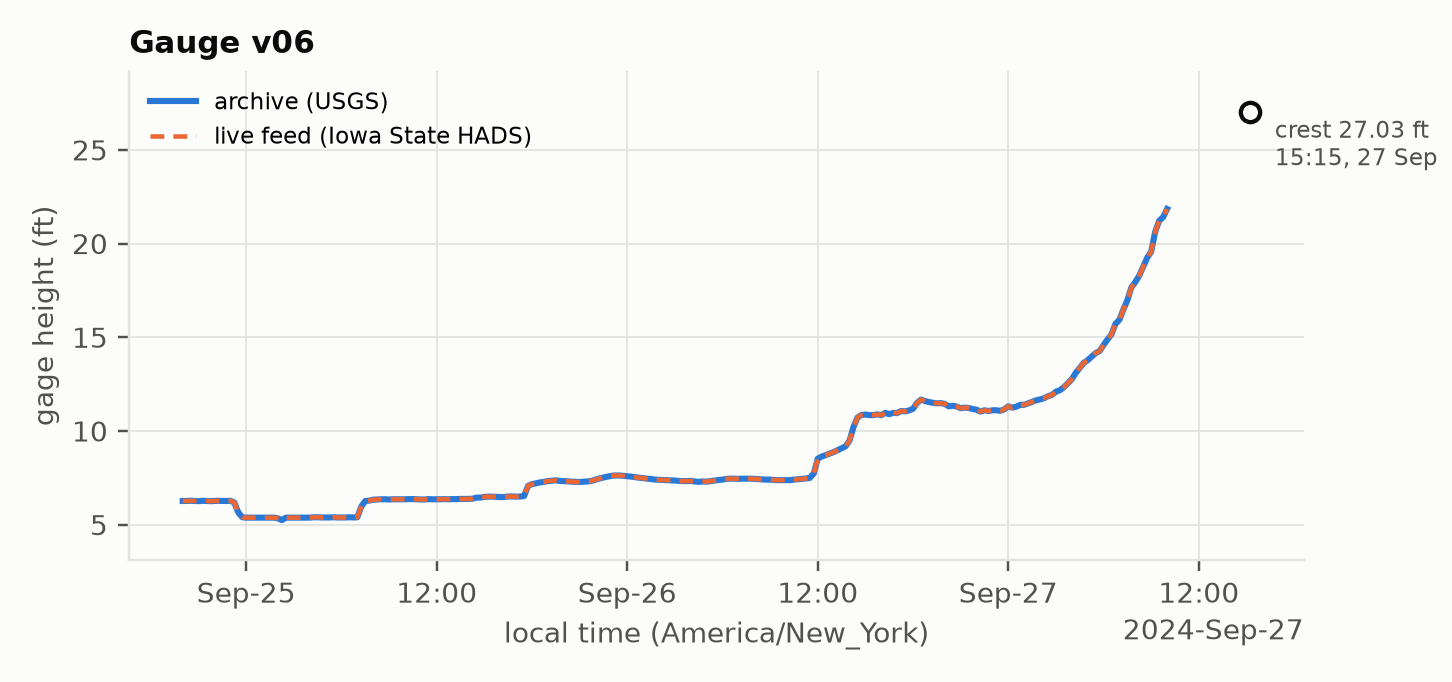 Gauge v06
archive (USGS)
live feed (Iowa State HADS)
crest 27.03 ft
15:15, 27 Sep
gage height (ft)
25
20
15
10
5
Sep-25
12:00
Sep-26
12:00
Sep-27
12:00
local time (America/New_York)
2024-Sep-27